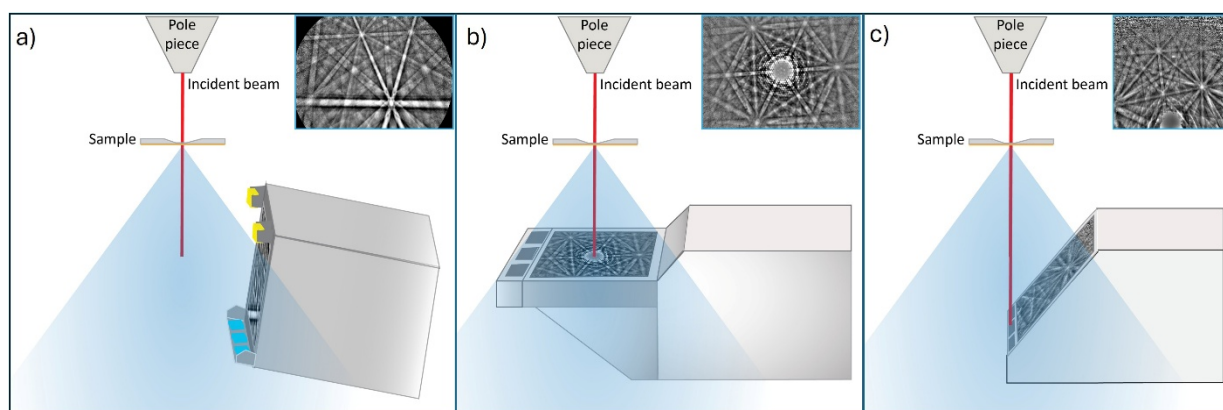 a)
Pole
piece
Incident beam
Sample
b)
Pole
piece
Incident beam
Sample
c)
Pole
piece
Incident beam
Sample